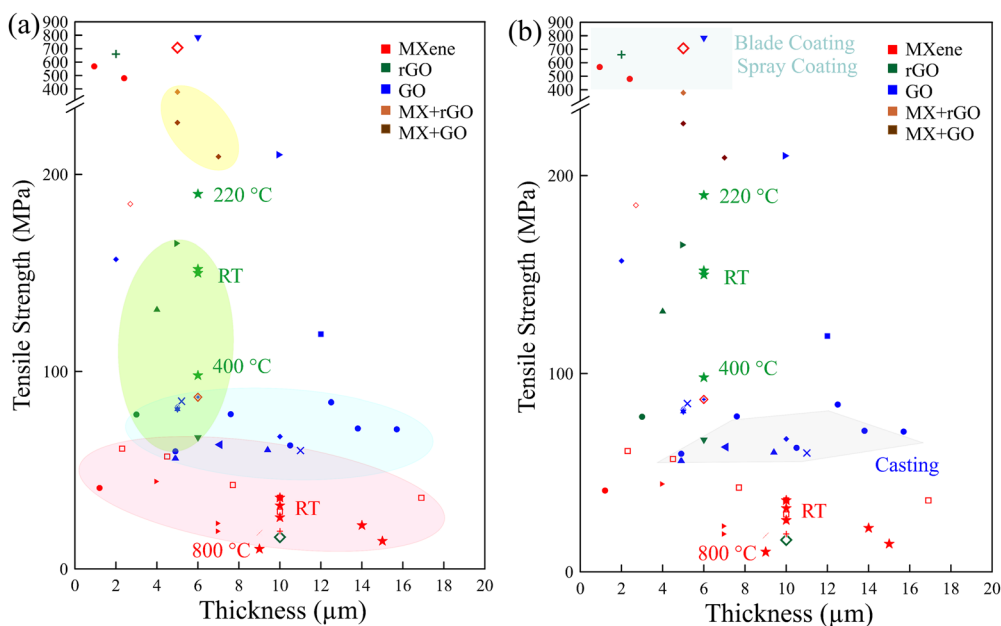 (a)
900
800
700
600
500
400
200
100
0
Tensile Strength (MPa)
MXene
rGO
GO
MX+rGO
MX+GO
220 °C
RT
400 °C
RT
800 °C
0 2 4 6 8 10 12 14 16 18 20
Thickness (µm)
(b)
900
800
700
600
500
400
200
100
0
Tensile Strength (MPa)
Blade Coating
Spray Coating
MXene
rGO
GO
MX+rGO
MX+GO
220 °C
RT
400 °C
Casting
RT
800 °C
0 2 4 6 8 10 12 14 16 18 20
Thickness (µm)